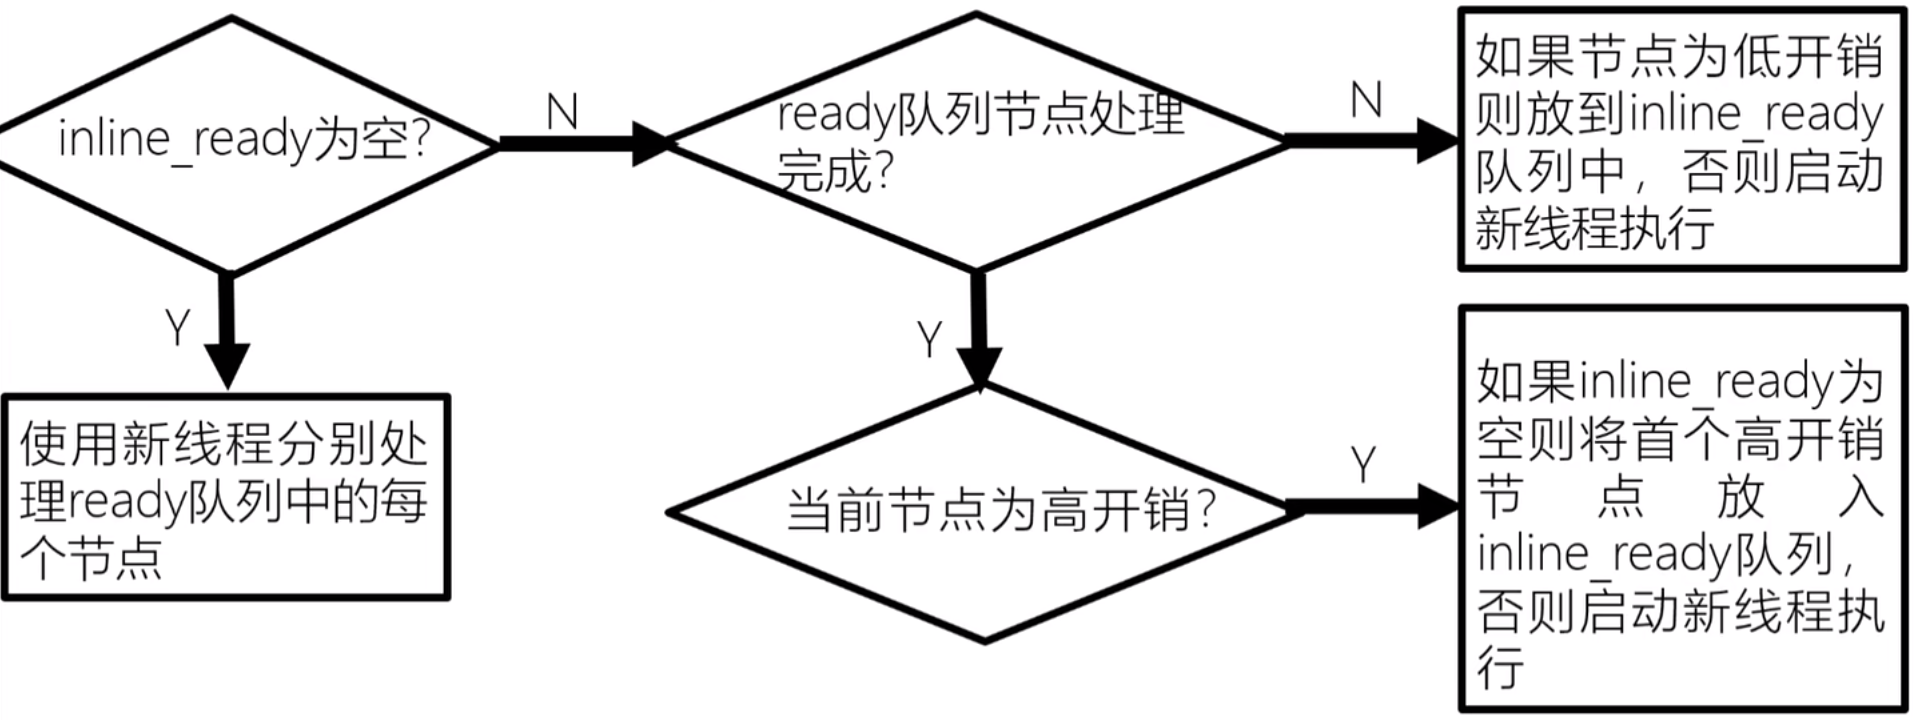 inline_ready为空?
N
ready队列节点处理
完成?
N
如果节点为低开销
则放到inline_ready
队列中，否则启动
新线程执行
Y
使用新线程分别处
理ready队列中的每
个节点
Y
当前节点为高开销?
Y
如果inline_ready为
空则将首个高开销
节点放入
inline_ready队列，
否则启动新线程执
行